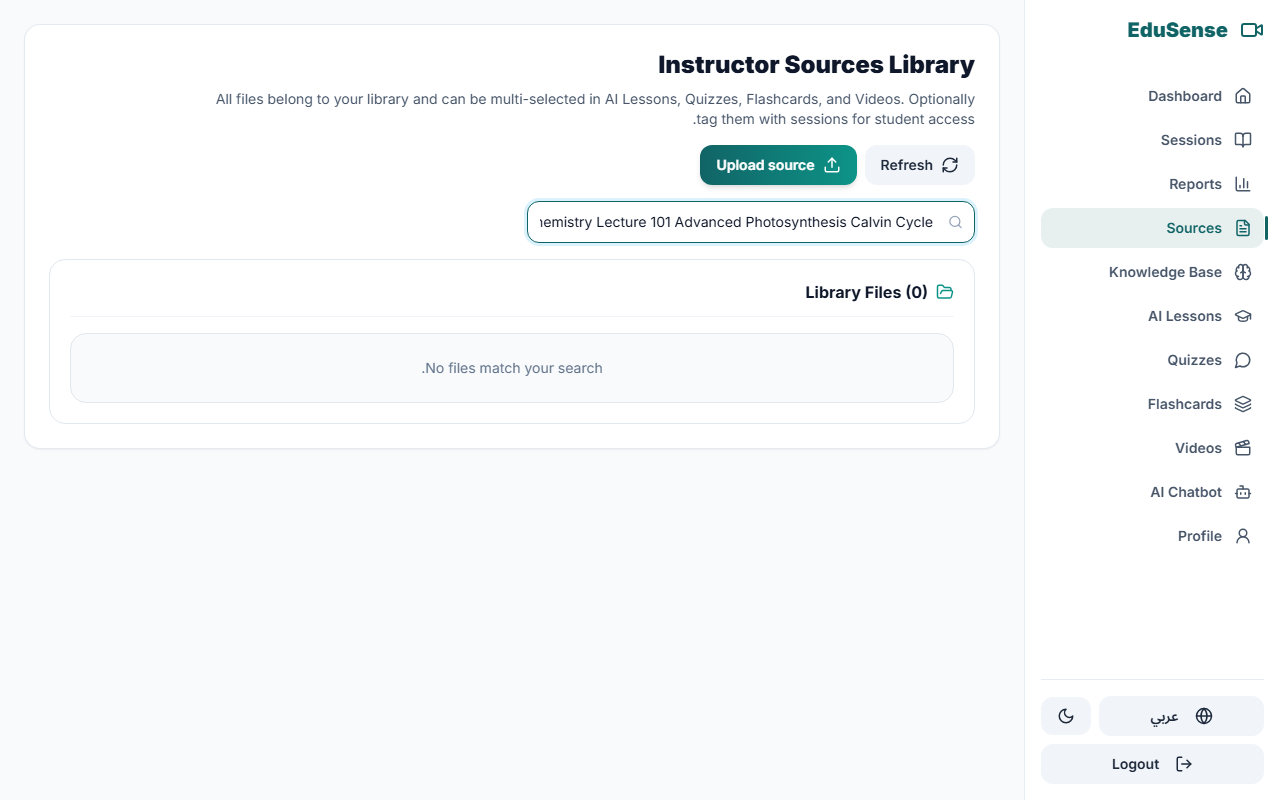 EduSense
Dashboard
Sessions
Reports
Sources
Knowledge Base
AI Lessons
Quizzes
Flashcards
Videos
AI Chatbot
Profile
عربي
Logout
Instructor Sources Library
All files belong to your library and can be multi-selected in AI Lessons, Quizzes, Flashcards, and Videos. Optionally
.tag them with sessions for student access
Upload source
Refresh
Lecture 101 Advanced Photosynthesis Calvin Cycle
Library Files (0)
.No files match your search